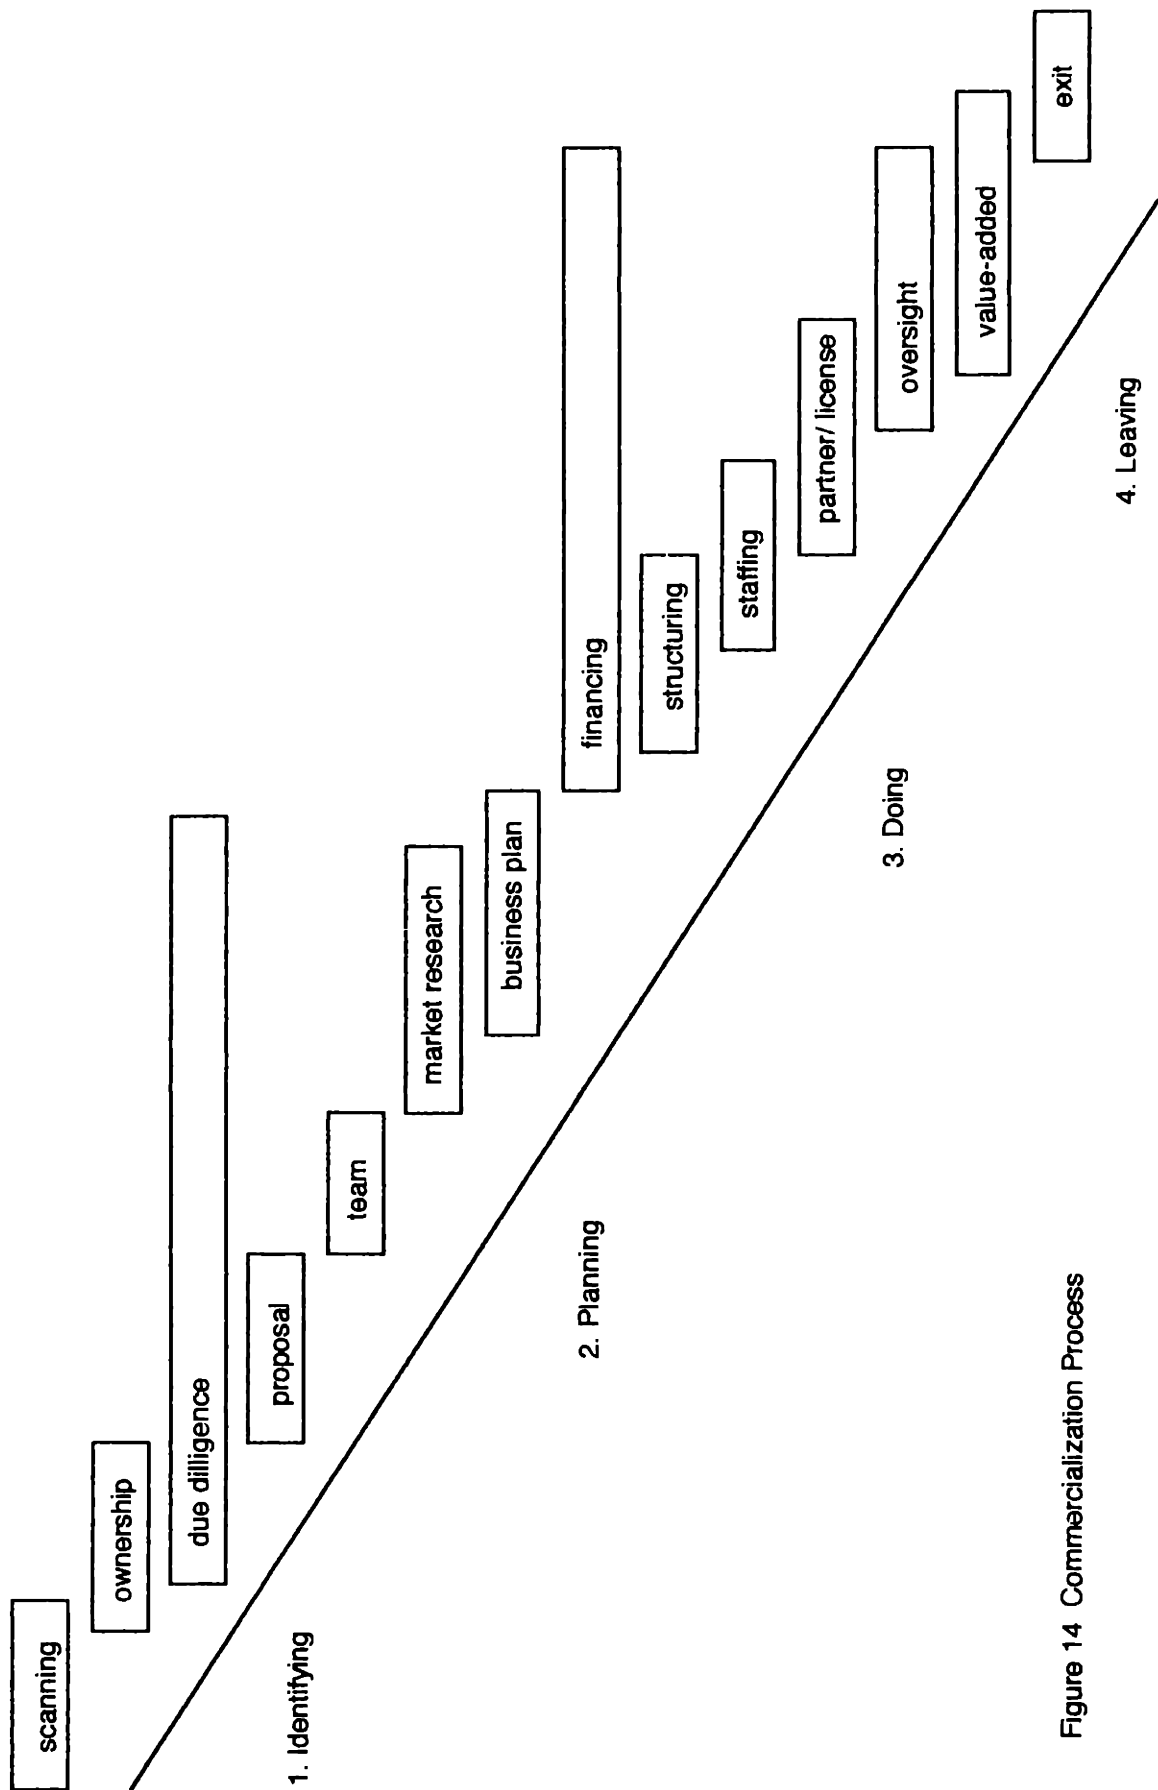 scanning
ownership
due dilligence
proposal
team
market research
business plan
financing
structuring
staffing
partner/ license
oversight
value-added
exit
1. Identifying
2. Planning
3. Doing
4. Leaving
Figure 14 Commercialization Process